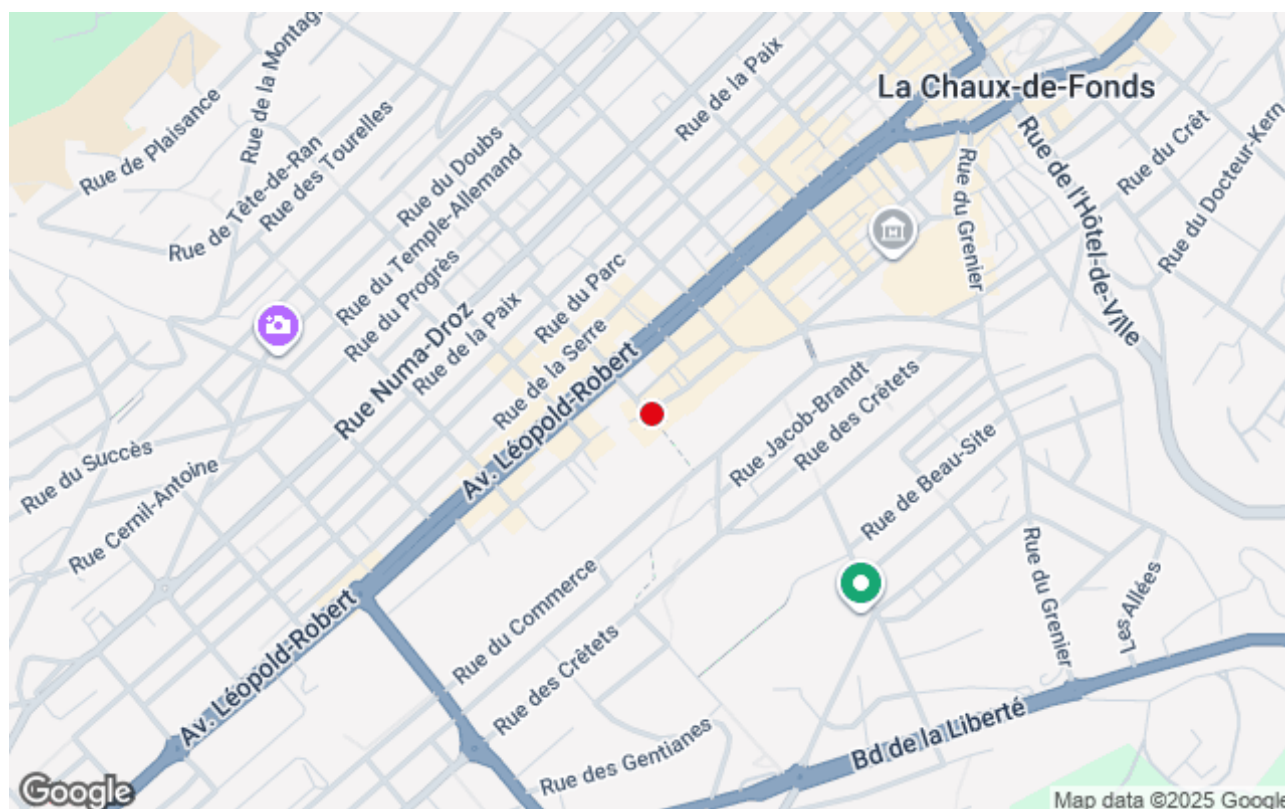 La Chaux-de-Fonds
Rue de la Montag
Rue de la Paix
Rue de Plaisance
Rue des Tourelles
Rue du Doubs
Rue de l'Hôtel-de-Ville
Rue du Crêt
Rue du Docteur-Kern
Rue de Tête-de-Ran
Rue du Temple-Allemand
Rue du Grenier
Rue du Progrès
Rue du Parc
Rue Numa-Droz
Rue de la Paix
Rue de la Serre
Av. Léopold-Robert
Rue Jacob-Brandt
Rue des Crêtets
Rue de Beau-Site
Rue du Succès
Rue Cernil-Antoine
Rue du Commerce
Rue du Grenier
Les Allées
Av. Léopold-Robert
Rue des Crêtets
Bd de la Liberté
Rue des Gentianes
Google
Map data ©2025 Google